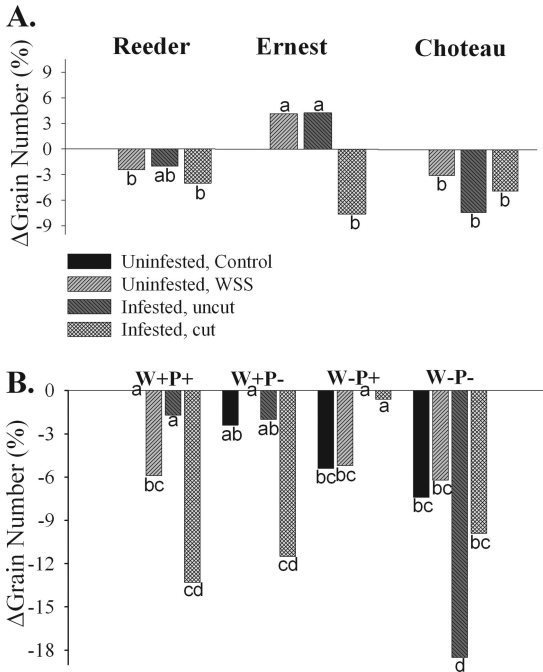 A.
Reeder Ernest Choteau
ΔGrain Number (%)
9
6
3
0
-3
-6
-9
b ab b a a b b b b
Uninfested, Control
Uninfested, WSS
Infested, uncut
Infested, cut
B.
W+P+ W+P- W-P+ W-P-
ΔGrain Number (%)
0
-3
-6
-9
-12
-15
-18
a bc a cd ab a ab cd bc bc a a bc bc d bc